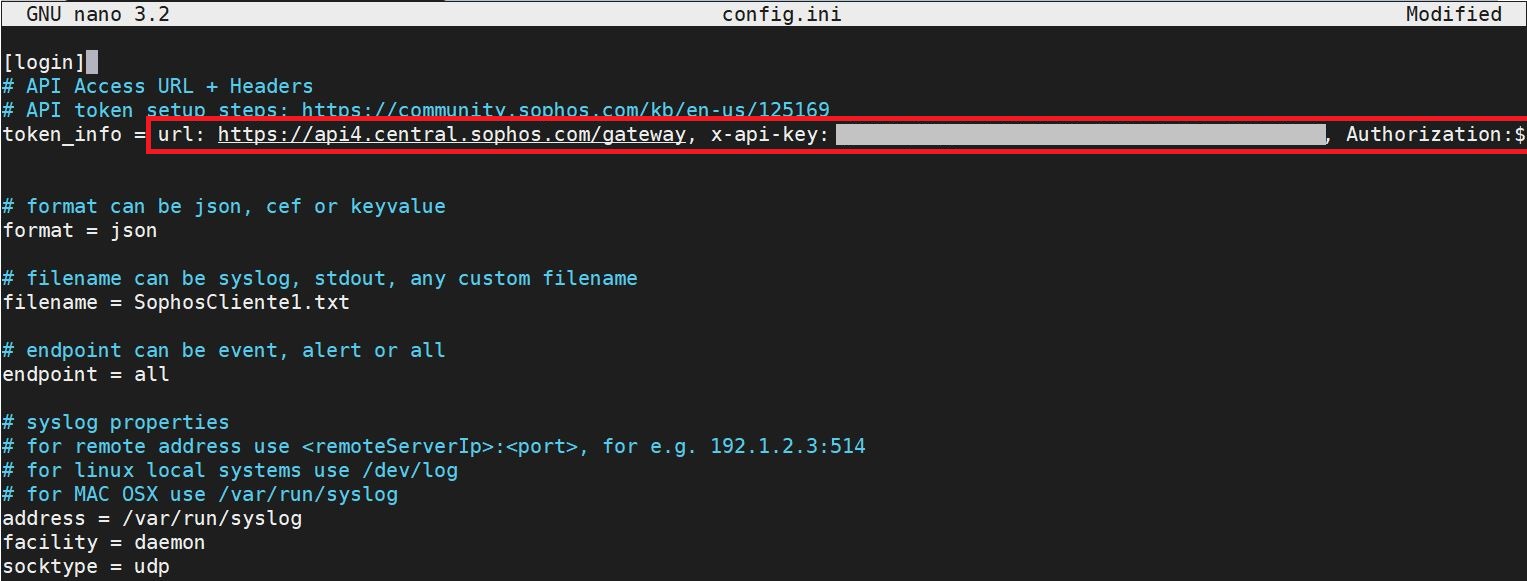 GNU nano 3.2 config.ini Modified
[login]
# API Access URL + Headers
# API token setup steps: https://community.sophos.com/kb/en-us/125169
token_info = url: https://api4.central.sophos.com/gateway, x-api-key: , Authorization:$
# format can be json, cef or keyvalue
format = json
# filename can be syslog, stdout, any custom filename
filename = SophosCliente1.txt
# endpoint can be event, alert or all
endpoint = all
# syslog properties
# for remote address use <remoteServerIp>:<port>, for e.g. 192.1.2.3:514
# for linux local systems use /dev/log
# for MAC OSX use /var/run/syslog
address = /var/run/syslog
facility = daemon
socktype = udp